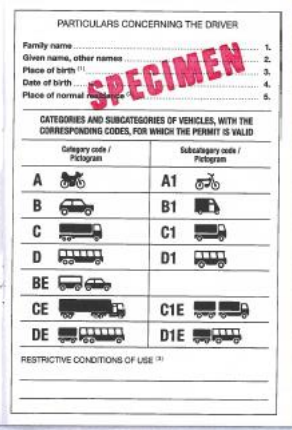 PARTICULARS CONCERNING THE DRIVER
Family name 1.
Given name, other names 2.
Place of birth (1) 3.
Date of birth 4.
Place of normal residence 5.
SPECIMEN
CATEGORIES AND SUBCATEGORIES OF VEHICLES, WITH THE
CORRESPONDING CODES, FOR WHICH THE PERMIT IS VALID
Category code / Subcategory code /
Pictogram Pictogram
A A1
B B1
C C1
D D1
BE
CE C1E
DE D1E
RESTRICTIVE CONDITIONS OF USE (3)